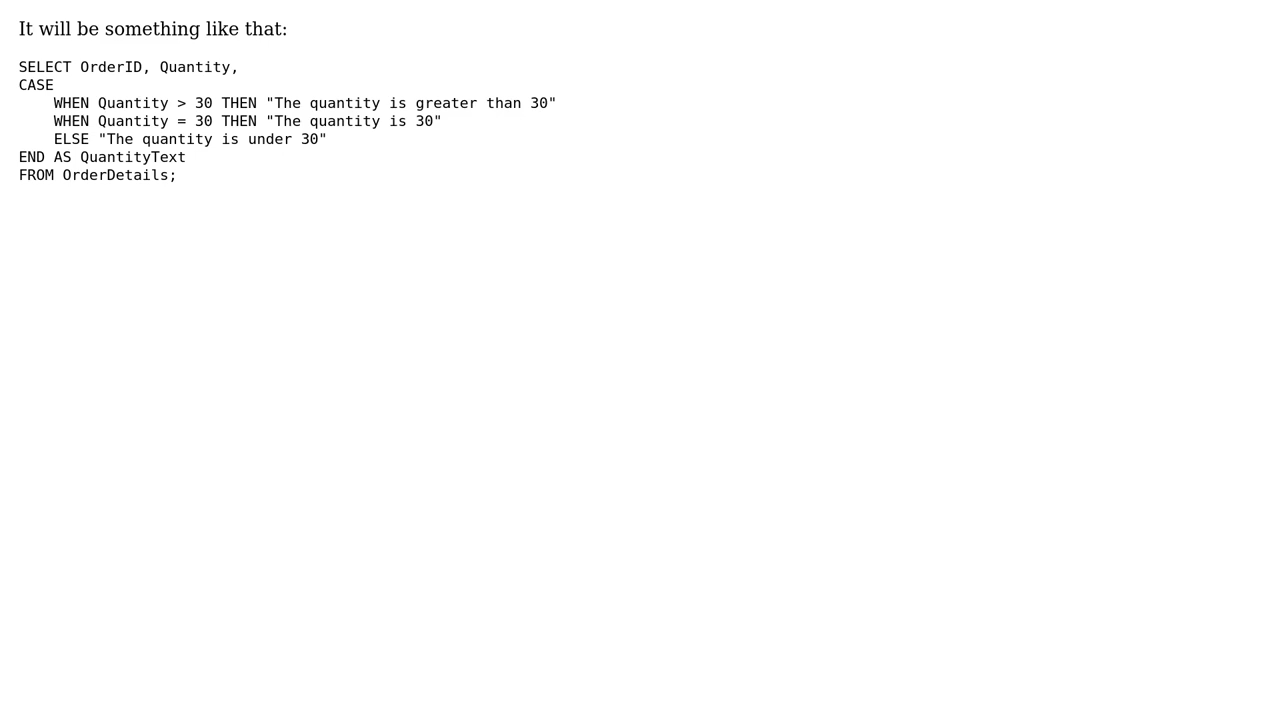 It will be something like that:
SELECT OrderID, Quantity,
CASE
    WHEN Quantity > 30 THEN "The quantity is greater than 30"
    WHEN Quantity = 30 THEN "The quantity is 30"
    ELSE "The quantity is under 30"
END AS QuantityText
FROM OrderDetails;